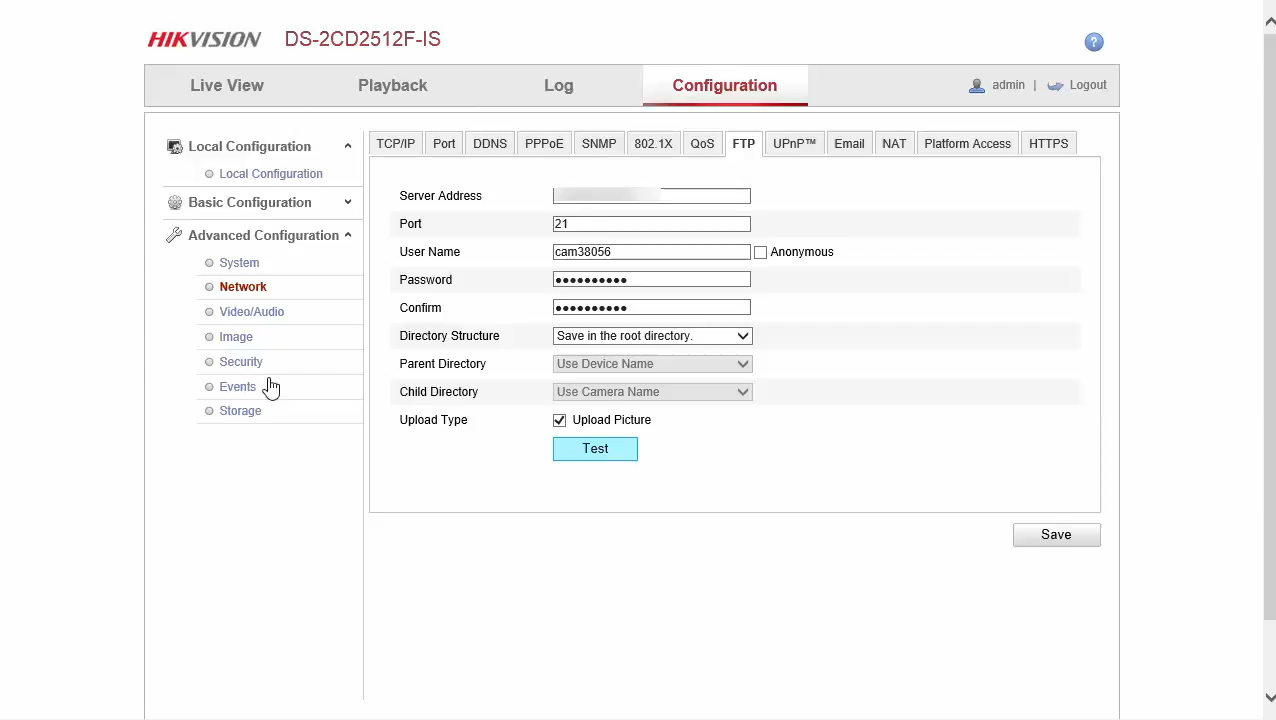 HIKVISION DS-2CD2512F-IS
?
Live View Playback Log Configuration admin | Logout
Local Configuration
Local Configuration
Basic Configuration
Advanced Configuration
System
Network
Video/Audio
Image
Security
Events
Storage
TCP/IP Port DDNS PPPoE SNMP 802.1X QoS FTP UPnP™ Email NAT Platform Access HTTPS
Server Address
Port 21
User Name cam38056 Anonymous
Password ●●●●●●●●●●
Confirm ●●●●●●●●●●
Directory Structure Save in the root directory.
Parent Directory Use Device Name
Child Directory Use Camera Name
Upload Type Upload Picture
Test
Save